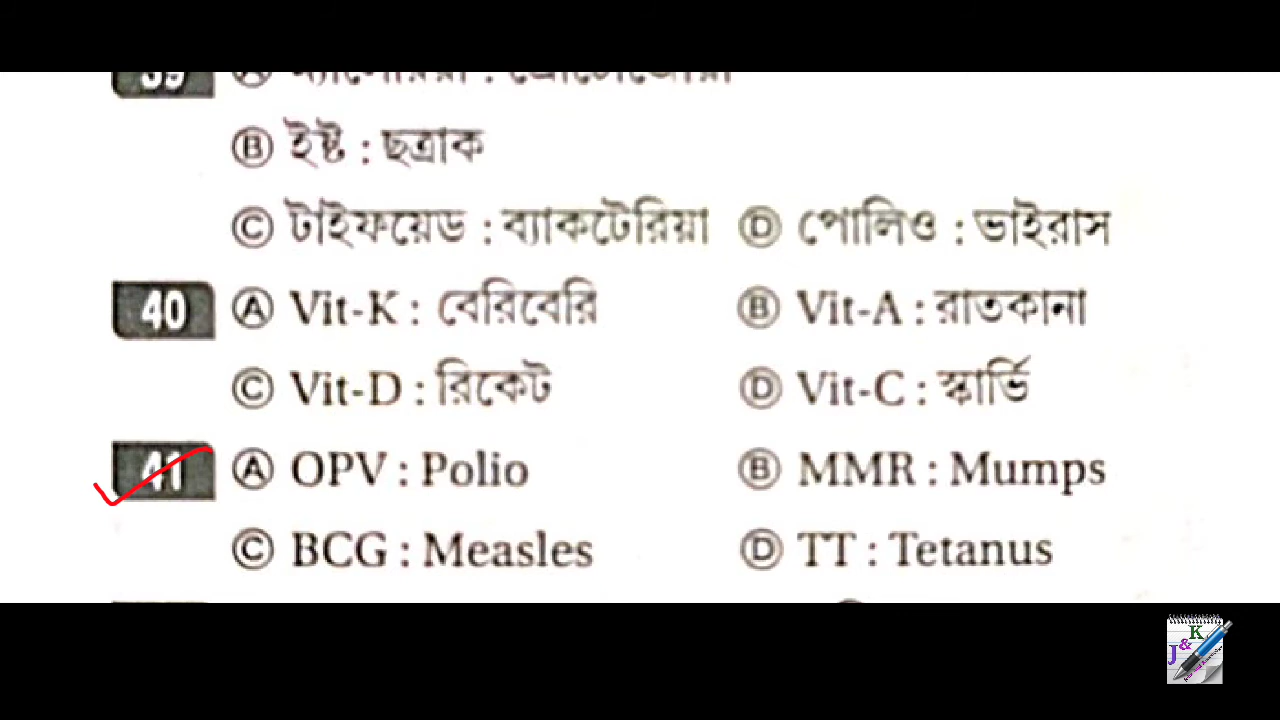 Ⓑ ইষ্ট : ছত্রাক
Ⓒ টাইফয়েড : ব্যাকটেরিয়া Ⓓ পোলিও : ভাইরাস
40 Ⓐ Vit-K : বেরিবেরি Ⓑ Vit-A : রাতকানা
Ⓒ Vit-D : রিকেট Ⓓ Vit-C : স্কার্ভি
41 Ⓐ OPV : Polio Ⓑ MMR : Mumps
Ⓒ BCG : Measles Ⓓ TT : Tetanus
J & K